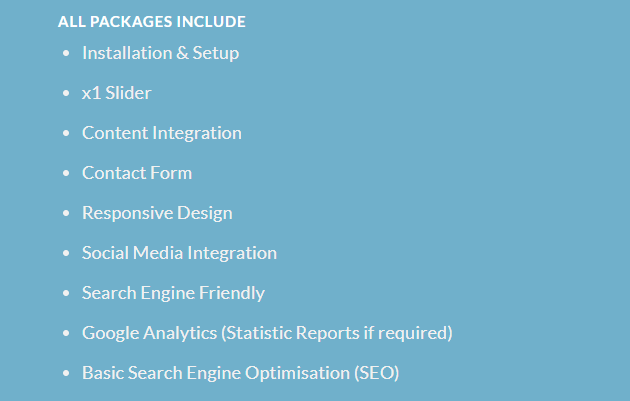 ALL PACKAGES INCLUDE
• Installation & Setup
• x1 Slider
• Content Integration
• Contact Form
• Responsive Design
• Social Media Integration
• Search Engine Friendly
• Google Analytics (Statistic Reports if required)
• Basic Search Engine Optimisation (SEO)